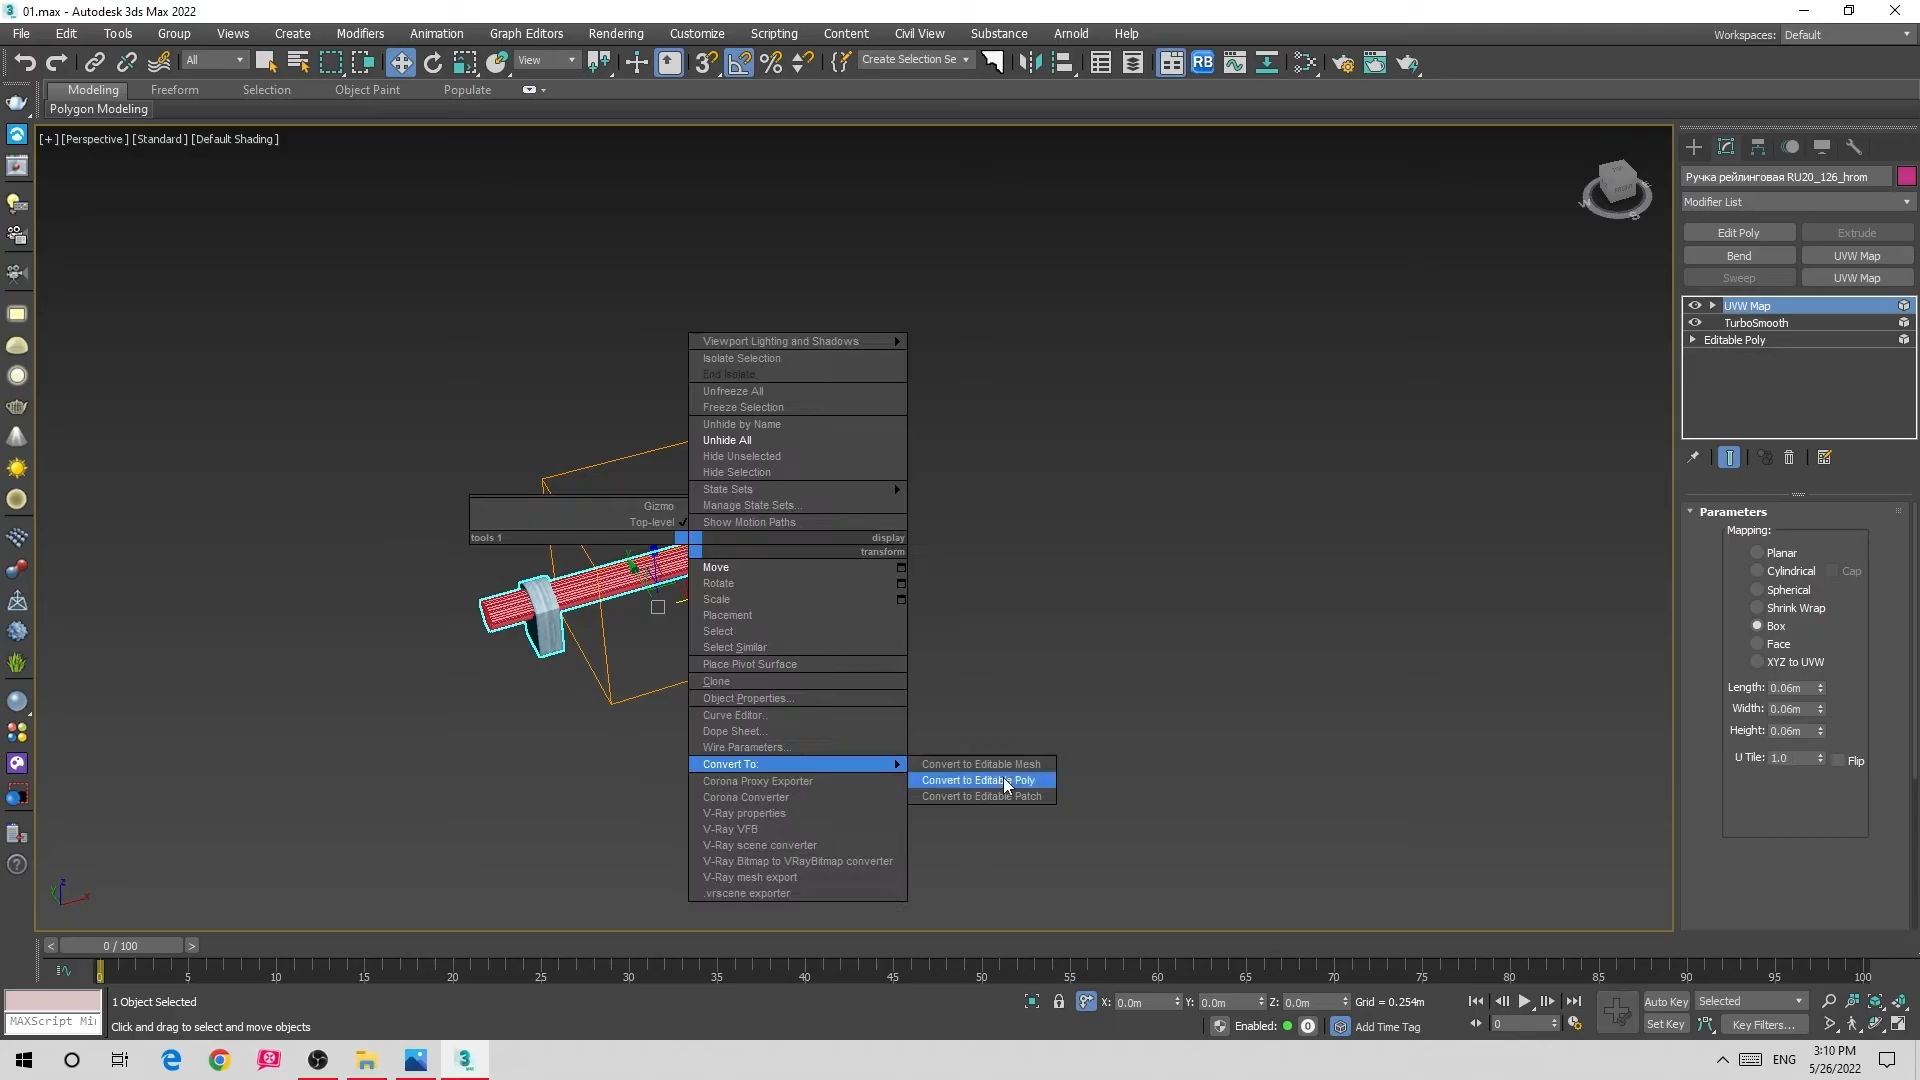 01.max - Autodesk 3ds Max 2022
File Edit Tools Group Views Create Modifiers Animation Graph Editors Rendering Customize Scripting Content Civil View Substance Arnold Help
Workspaces: Default
All View Create Selection Se RB
Modeling Freeform Selection Object Paint Populate
Polygon Modeling
[+] [Perspective] [Standard] [Default Shading]
Ручка рейлинговая RU20_126_hrom
Modifier List
Edit Poly Extrude
Bend UVW Map
Sweep UVW Map
UVW Map
TurboSmooth
Editable Poly
Viewport Lighting and Shadows
Isolate Selection
End Isolate
Unfreeze All
Freeze Selection
Unhide by Name
Unhide All
Hide Unselected
Hide Selection
State Sets
Manage State Sets...
Show Motion Paths
Gizmo
Top-level
tools 1
display
transform
Move
Rotate
Scale
Placement
Select
Select Similar
Place Pivot Surface
Clone
Object Properties...
Curve Editor...
Dope Sheet...
Wire Parameters...
Convert To:
Corona Proxy Exporter
Corona Converter
V-Ray properties
V-Ray VFB
V-Ray scene converter
V-Ray Bitmap to VRayBitmap converter
V-Ray mesh export
.vrscene exporter
Convert to Editable Mesh
Convert to Editable Poly
Convert to Editable Patch
Parameters
Mapping:
Planar
Cylindrical Cap
Spherical
Shrink Wrap
Box
Face
XYZ to UVW
Length: 0.06m
Width: 0.06m
Height: 0.06m
U Tile: 1.0 Flip
< 0 / 100 >
0 5 10 15 20 25 30 35 40 45 50 55 60 65 70 75 80 85 90 95 100
1 Object Selected
X: 0.0m Y: 0.0m Z: 0.0m Grid = 0.254m
Auto Key Selected
MAXScript Mi
Click and drag to select and move objects
Enabled: 0 Add Time Tag
0
Set Key Key Filters...
ENG
3:10 PM
5/26/2022